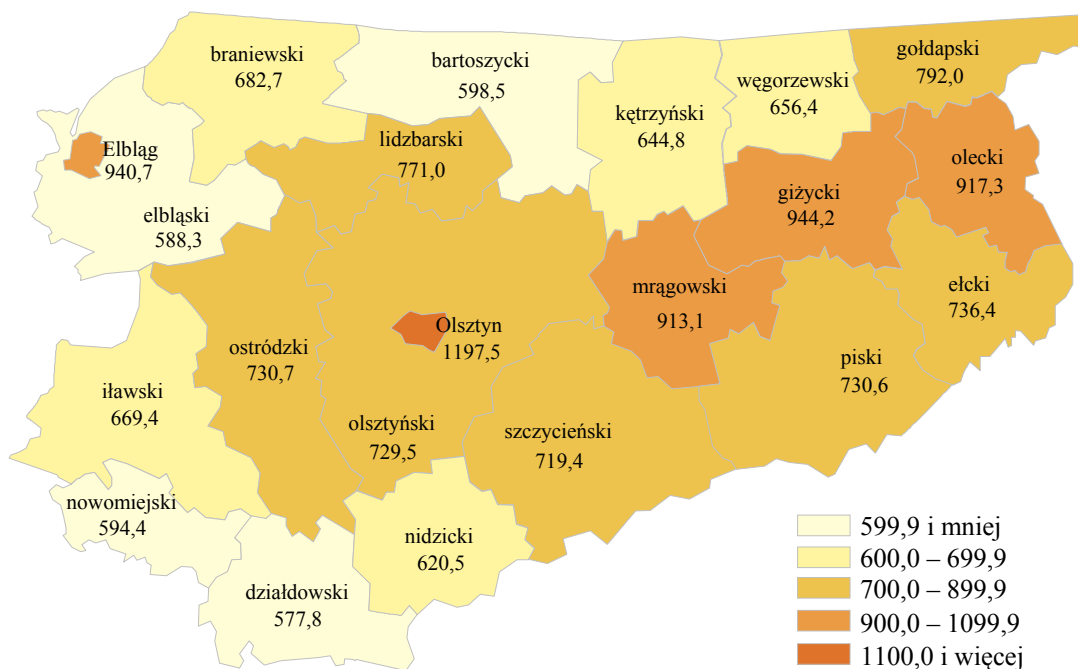 braniewski
682,7
bartoszycki
598,5
gołdapski
792,0
węgorzewski
656,4
kętrzyński
644,8
lidzbarski
771,0
Elbląg
940,7
olecki
917,3
giżycki
944,2
elbląski
588,3
mrągowski
913,1
ełcki
736,4
Olsztyn
1197,5
ostródzki
730,7
piski
730,6
iławski
669,4
olsztyński
729,5
szczycieński
719,4
nowomiejski
594,4
nidzicki
620,5
działdowski
577,8
599,9 i mniej
600,0 – 699,9
700,0 – 899,9
900,0 – 1099,9
1100,0 i więcej